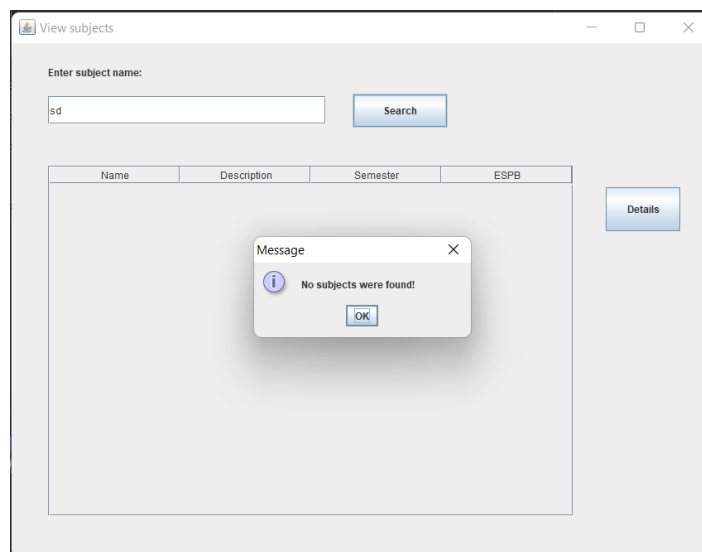 View subjects
Enter subject name:
sd
Search
Name Description Semester ESPB
Details
Message
i
No subjects were found!
OK